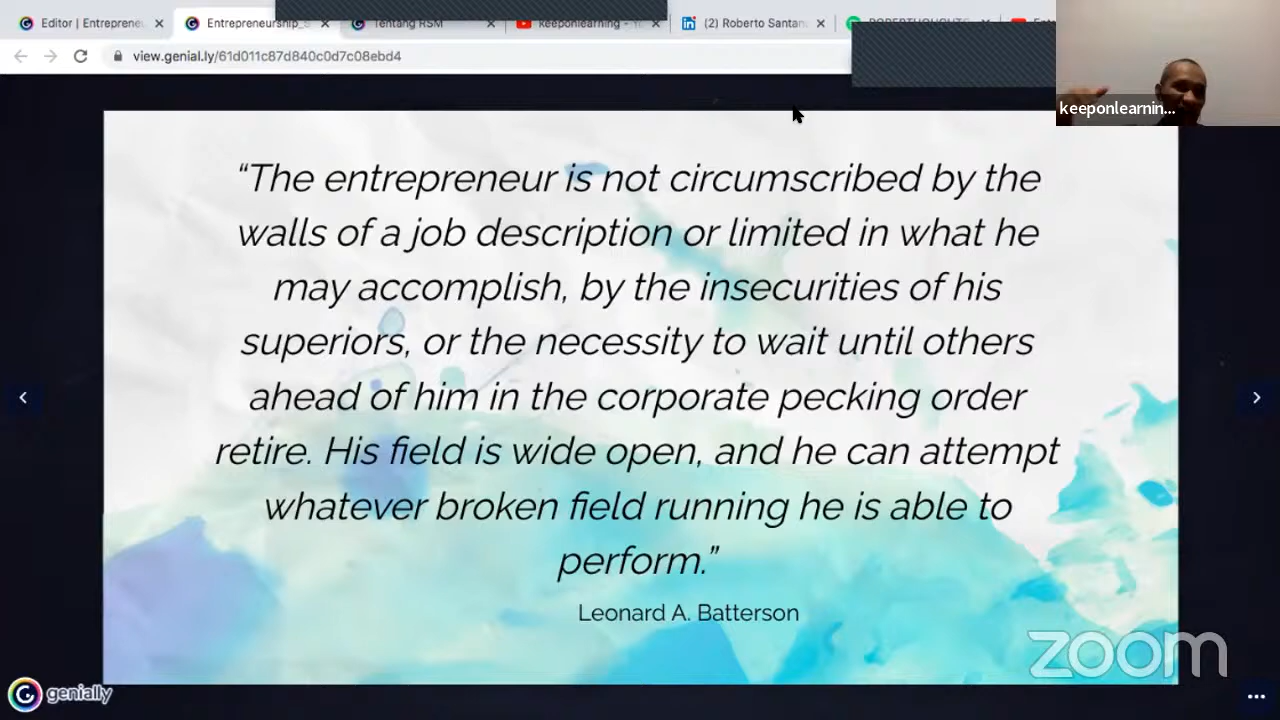 Editor | Entrepreneu
Entrepreneurship_S
Tentang RSM
keeponlearning - Yo
(2) Roberto Santan
view.genial.ly/61d011c87d840c0d7c08ebd4
keeponlearnin...
“The entrepreneur is not circumscribed by the
walls of a job description or limited in what he
may accomplish, by the insecurities of his
superiors, or the necessity to wait until others
ahead of him in the corporate pecking order
retire. His field is wide open, and he can attempt
whatever broken field running he is able to
perform.”
Leonard A. Batterson
zoom
genially